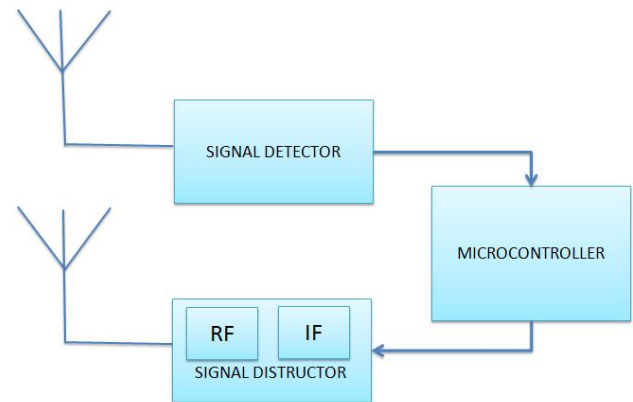 SIGNAL DETECTOR
MICROCONTROLLER
RF
IF
SIGNAL DISTRUCTOR